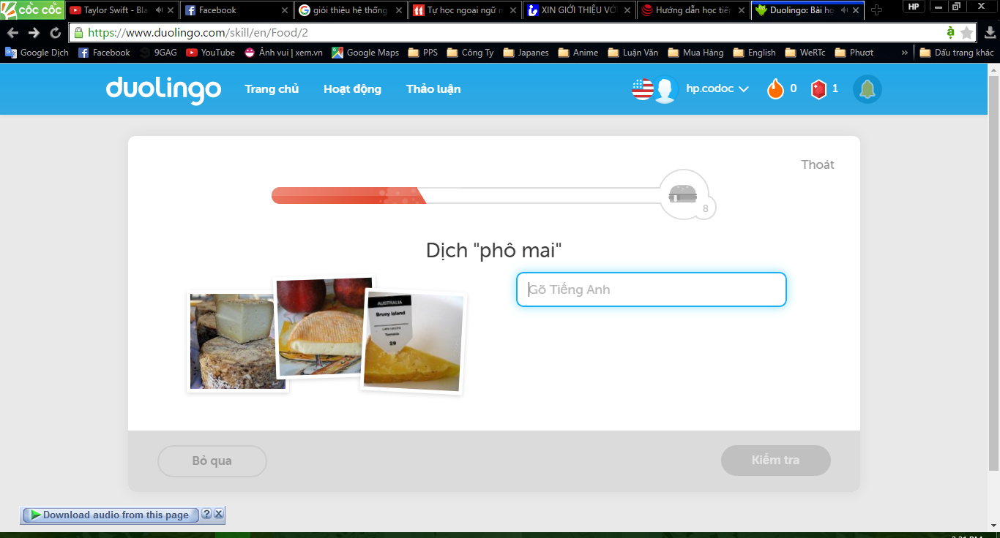 cốc cốc Taylor Swift - Bla Facebook giới thiệu hệ thống Tự học ngoại ngữ m XIN GIỚI THIỆU VỚ Hướng dẫn học tiến Duolingo: Bài họ HP
https://www.duolingo.com/skill/en/Food/2
Google Dịch Facebook 9GAG YouTube Ảnh vui | xem.vn Google Maps PPS Công Ty Japanes Anime Luận Văn Mua Hàng English WeRTc Phượt » Dấu trang khác
duolingo Trang chủ Hoạt động Thảo luận hp.codoc 0 1
Thoát
8
Dịch "phô mai"
Gõ Tiếng Anh
AUSTRALIA
Bruny Island
Tasmania
29
Bỏ qua Kiểm tra
Download audio from this page ? X